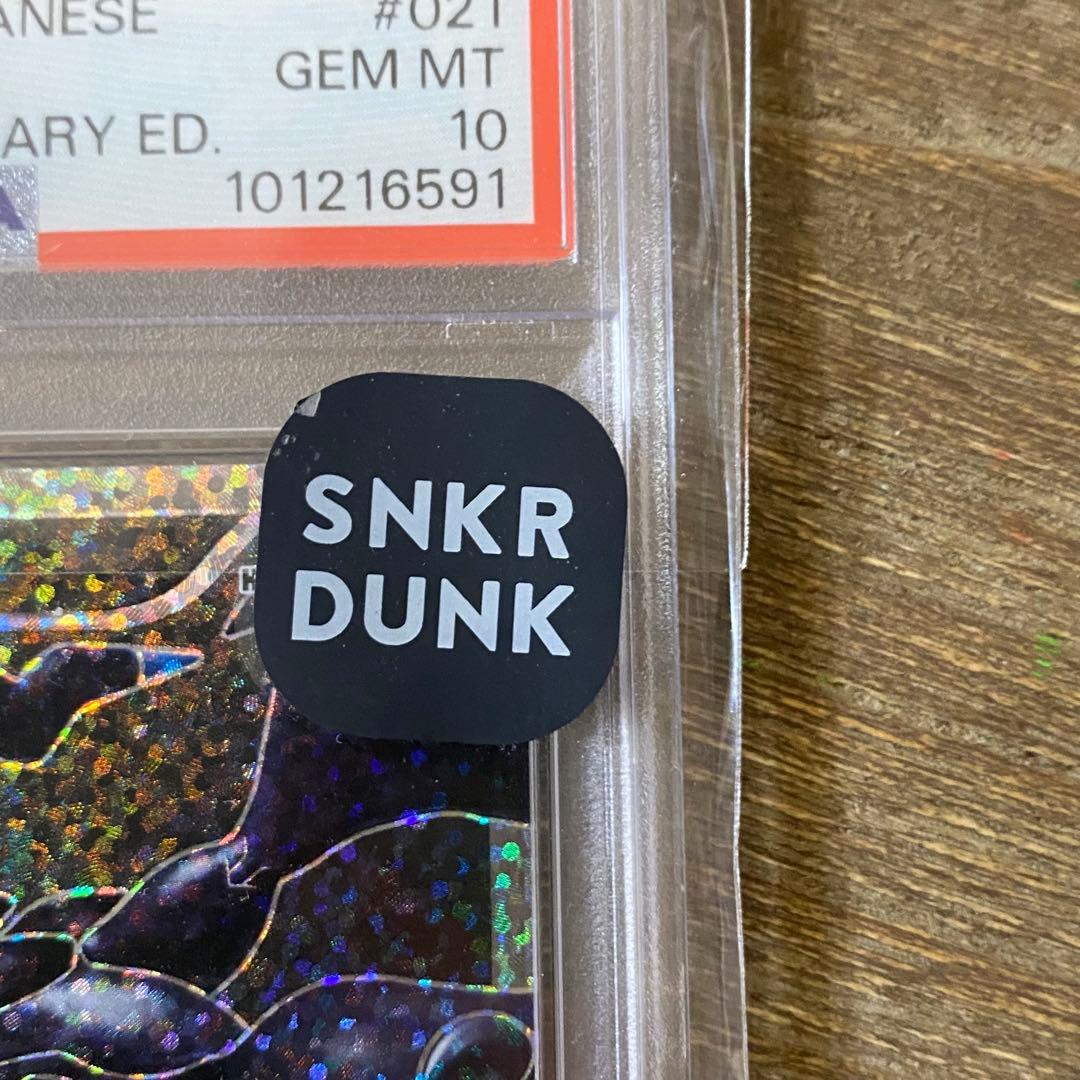 ANESE #021
GEM MT
ARY ED. 10
101216591
SNKR
DUNK